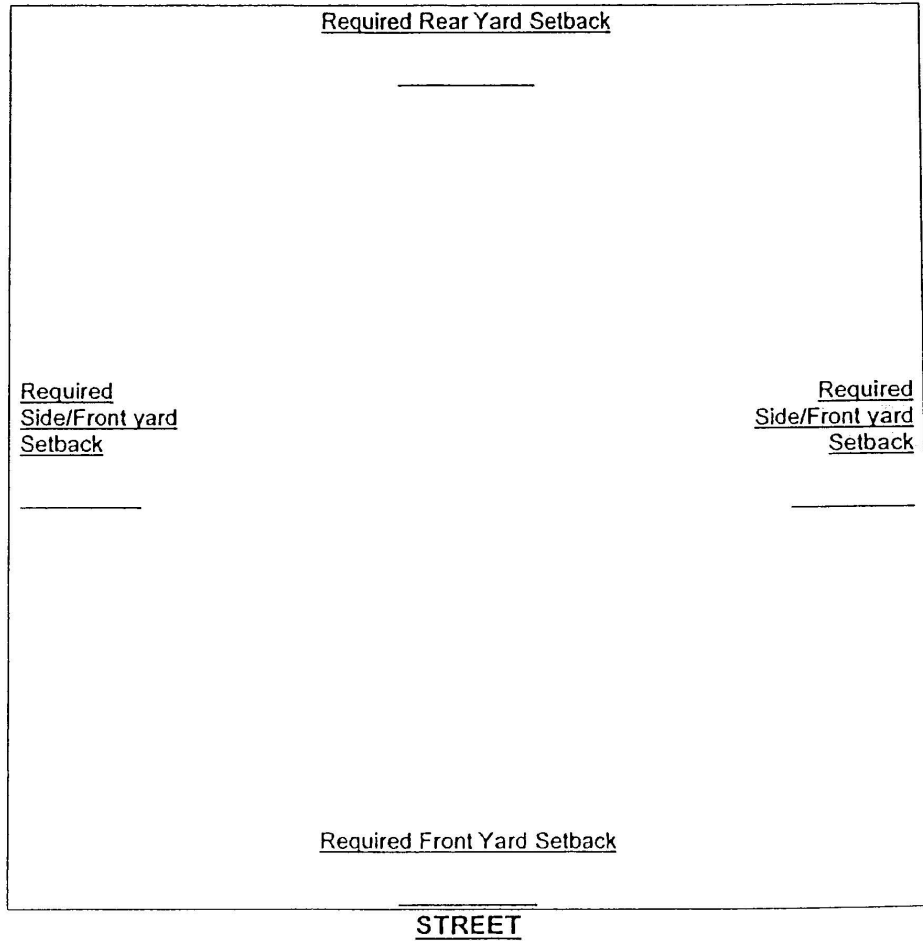 Required Rear Yard Setback
Required
Side/Front yard
Setback
Required
Side/Front yard
Setback
Required Front Yard Setback
STREET